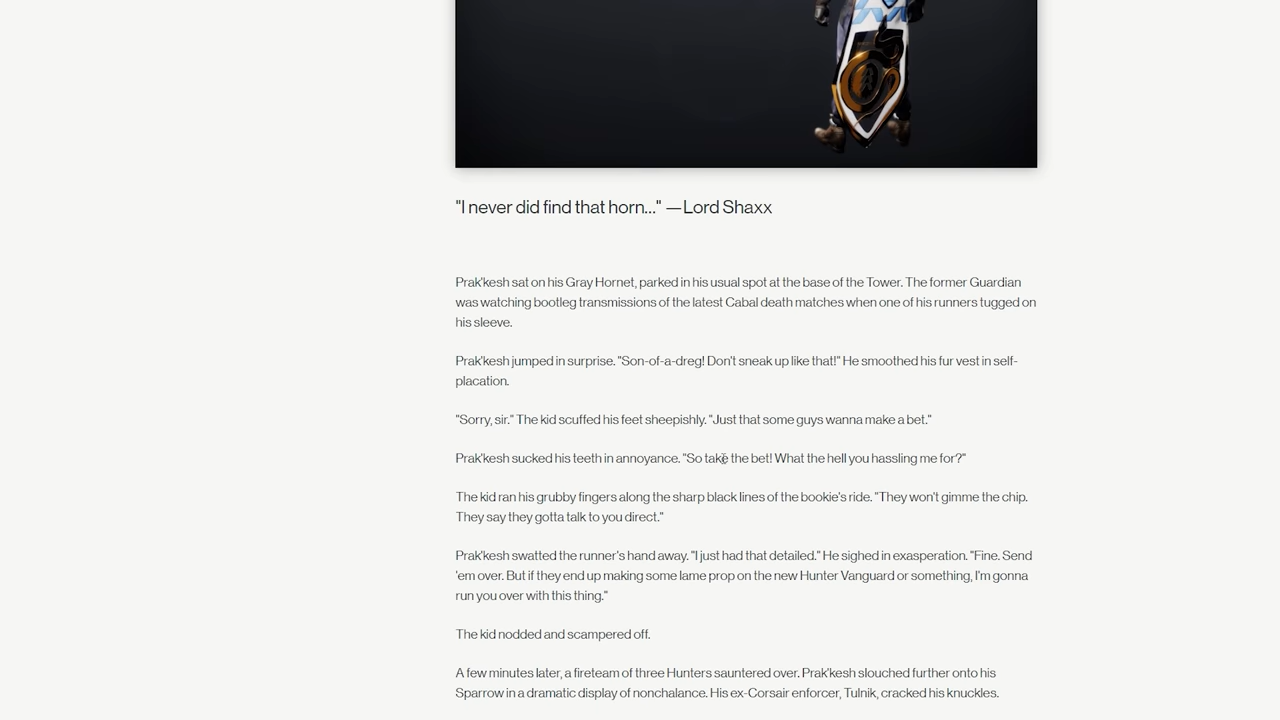 "I never did find that horn…" —Lord Shaxx
Prak'kesh sat on his Gray Hornet, parked in his usual spot at the base of the Tower. The former Guardian
was watching bootleg transmissions of the latest Cabal death matches when one of his runners tugged on
his sleeve.
Prak'kesh jumped in surprise. "Son-of-a-dreg! Don't sneak up like that!" He smoothed his fur vest in self-
placation.
"Sorry, sir." The kid scuffed his feet sheepishly. "Just that some guys wanna make a bet."
Prak'kesh sucked his teeth in annoyance. "So take the bet! What the hell you hassling me for?"
The kid ran his grubby fingers along the sharp black lines of the bookie's ride. "They won't gimme the chip.
They say they gotta talk to you direct."
Prak'kesh swatted the runner's hand away. "I just had that detailed." He sighed in exasperation. "Fine. Send
'em over. But if they end up making some lame prop on the new Hunter Vanguard or something, I'm gonna
run you over with this thing."
The kid nodded and scampered off.
A few minutes later, a fireteam of three Hunters sauntered over. Prak'kesh slouched further onto his
Sparrow in a dramatic display of nonchalance. His ex-Corsair enforcer, Tulnik, cracked his knuckles.